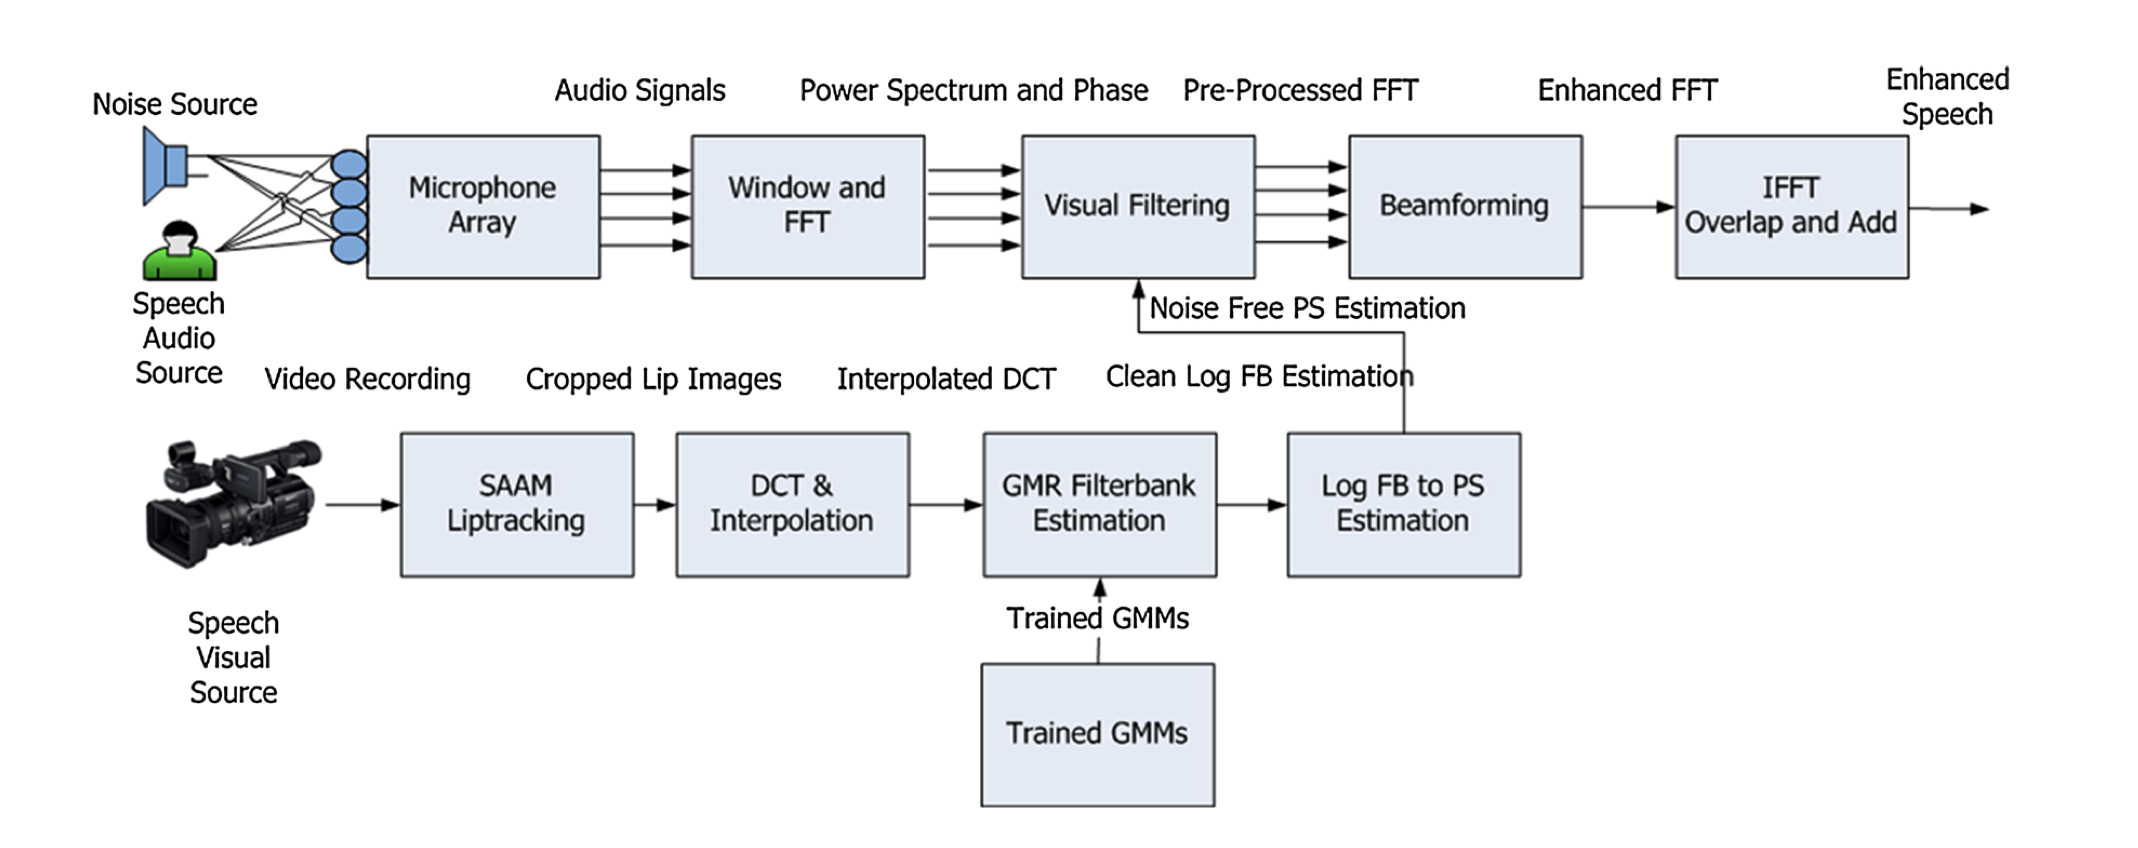 Noise Source
Audio Signals
Power Spectrum and Phase
Pre-Processed FFT
Enhanced FFT
Enhanced
Speech
Microphone
Array
Window and
FFT
Visual Filtering
Beamforming
IFFT
Overlap and Add
Speech
Audio
Source
Noise Free PS Estimation
Video Recording
Cropped Lip Images
Interpolated DCT
Clean Log FB Estimation
SAAM
Liptracking
DCT &
Interpolation
GMR Filterbank
Estimation
Log FB to PS
Estimation
Speech
Visual
Source
Trained GMMs
Trained GMMs